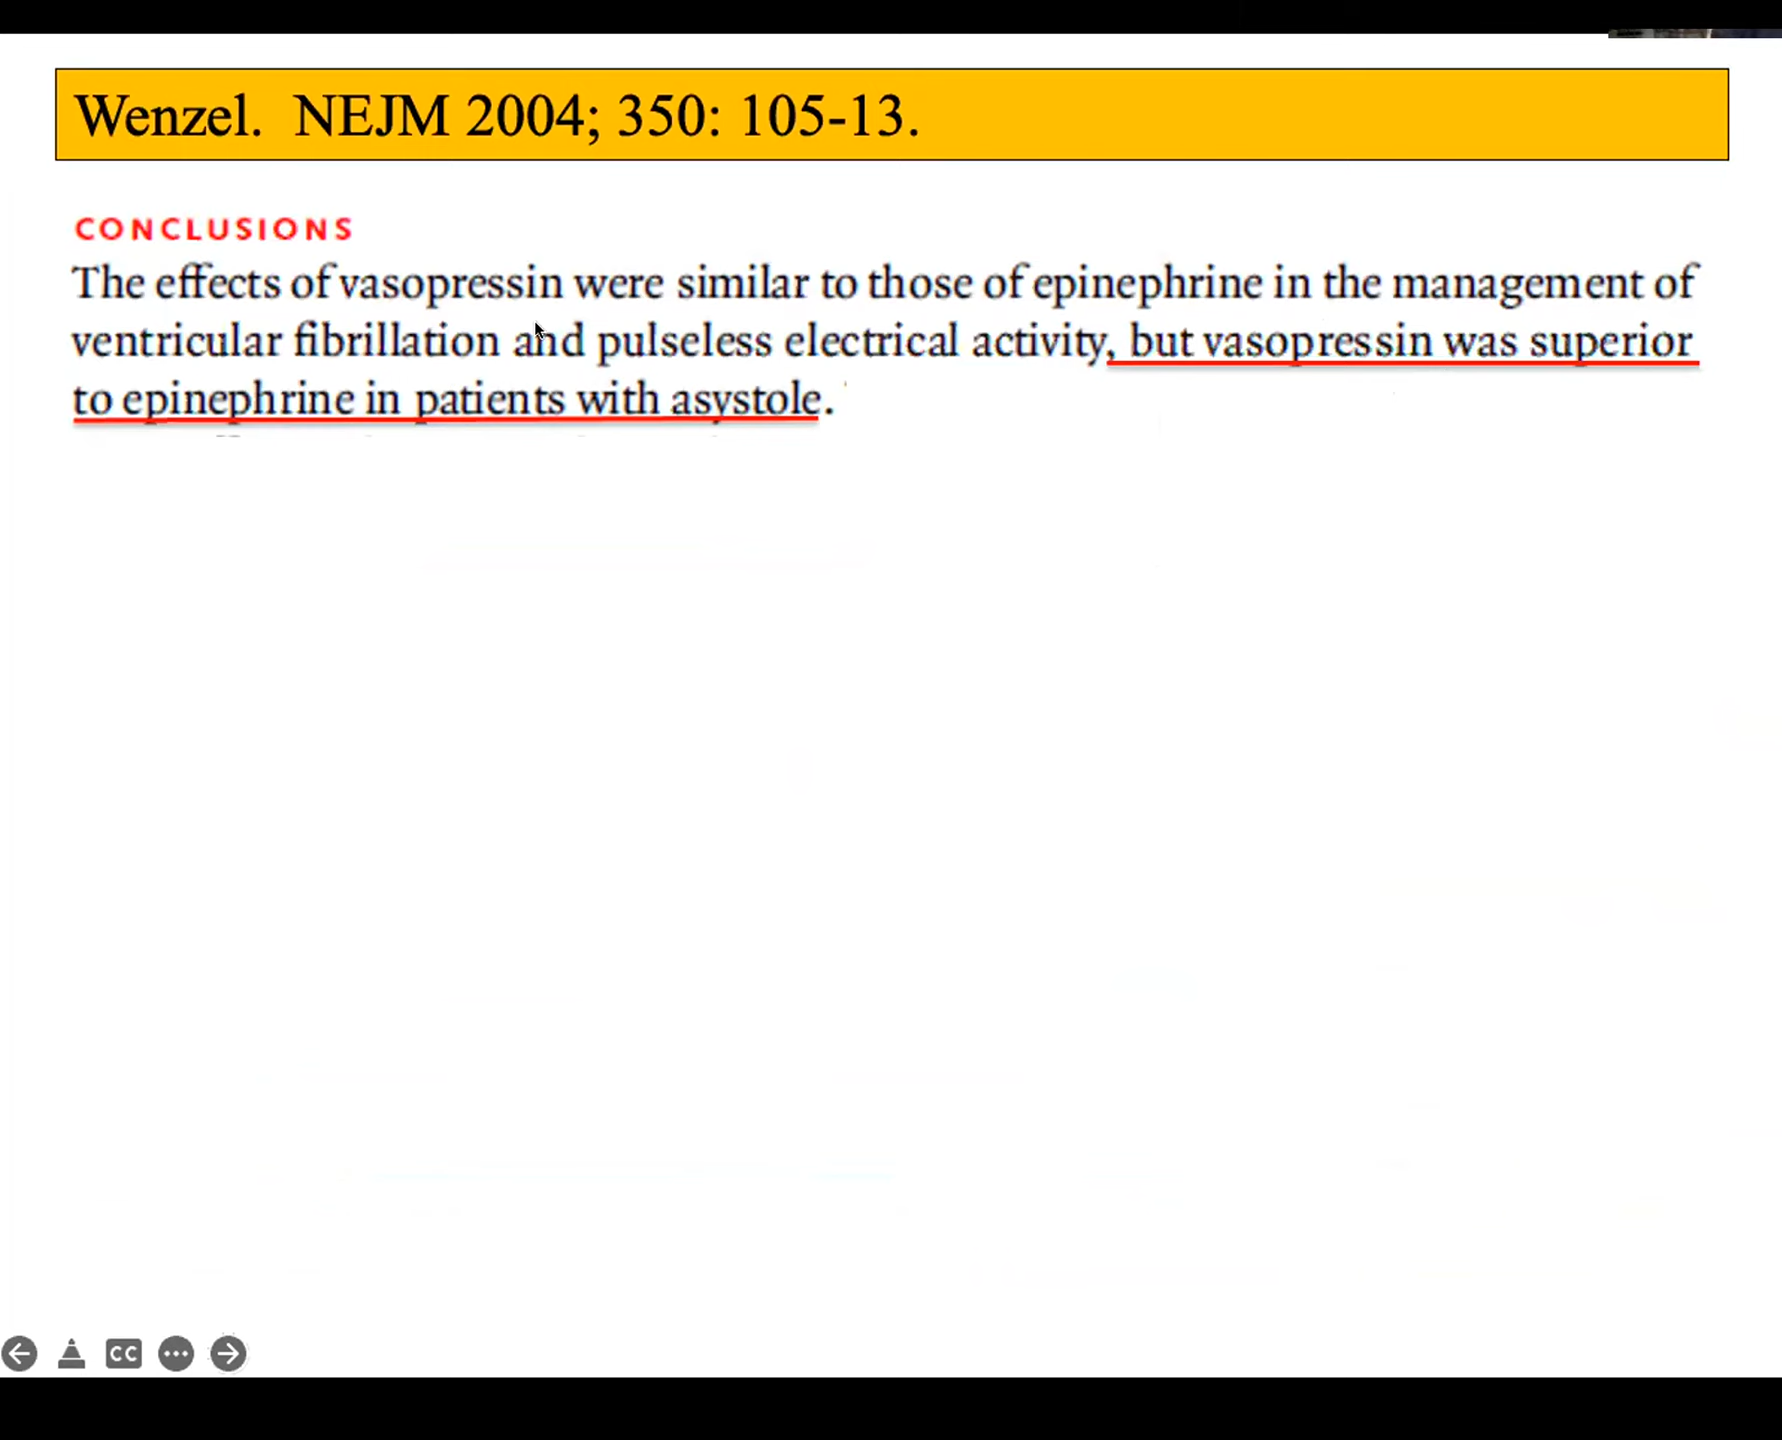 Wenzel. NEJM 2004; 350: 105-13.
CONCLUSIONS
The effects of vasopressin were similar to those of epinephrine in the management of
ventricular fibrillation and pulseless electrical activity, but vasopressin was superior
to epinephrine in patients with asystole.
CC